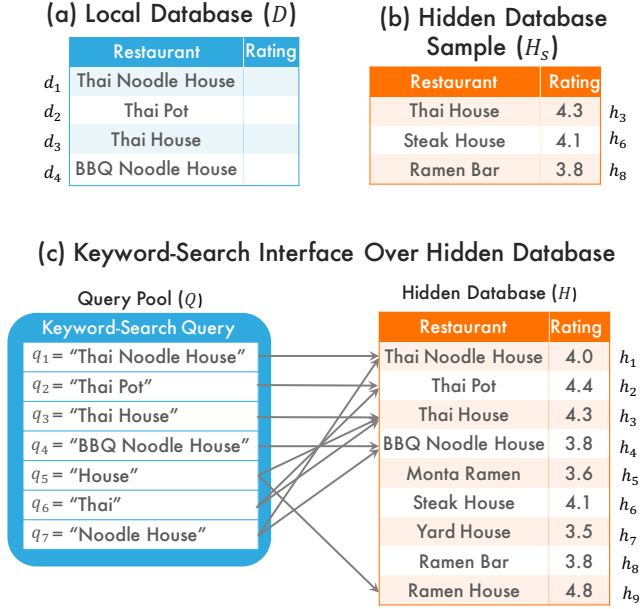 (a) Local Database (D)
Restaurant Rating
d1 Thai Noodle House
d2 Thai Pot
d3 Thai House
d4 BBQ Noodle House
(b) Hidden Database
Sample (Hs)
Restaurant Rating
Thai House 4.3 h3
Steak House 4.1 h6
Ramen Bar 3.8 h8
(c) Keyword-Search Interface Over Hidden Database
Query Pool (Q)
Keyword-Search Query
q1 = “Thai Noodle House”
q2 = “Thai Pot”
q3 = “Thai House”
q4 = “BBQ Noodle House”
q5 = “House”
q6 = “Thai”
q7 = “Noodle House”
Hidden Database (H)
Restaurant Rating
Thai Noodle House 4.0 h1
Thai Pot 4.4 h2
Thai House 4.3 h3
BBQ Noodle House 3.8 h4
Monta Ramen 3.6 h5
Steak House 4.1 h6
Yard House 3.5 h7
Ramen Bar 3.8 h8
Ramen House 4.8 h9